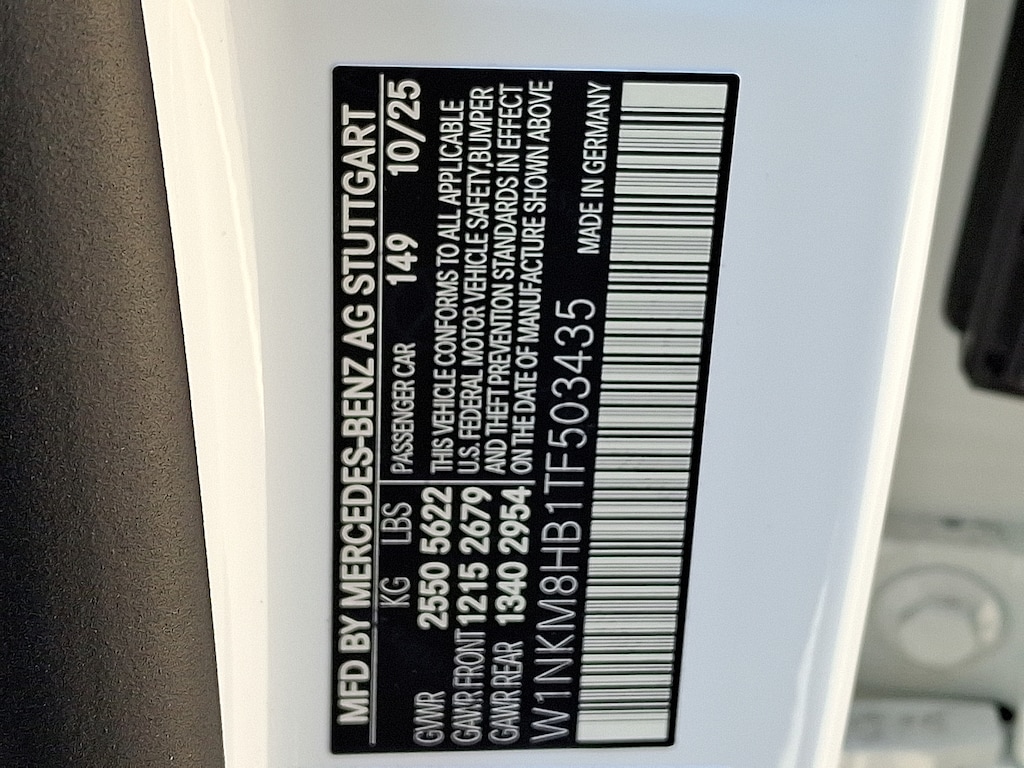 MFD BY MERCEDES-BENZ AG STUTTGART
KG LBS PASSENGER CAR 149 10/25
GVWR 2550 5622 THIS VEHICLE CONFORMS TO ALL APPLICABLE
GAWR FRONT 1215 2679 U.S. FEDERAL MOTOR VEHICLE SAFETY,BUMPER
GAWR REAR 1340 2954 AND THEFT PREVENTION STANDARDS IN EFFECT
ON THE DATE OF MANUFACTURE SHOWN ABOVE
W1NKM8HB1TF503435 MADE IN GERMANY